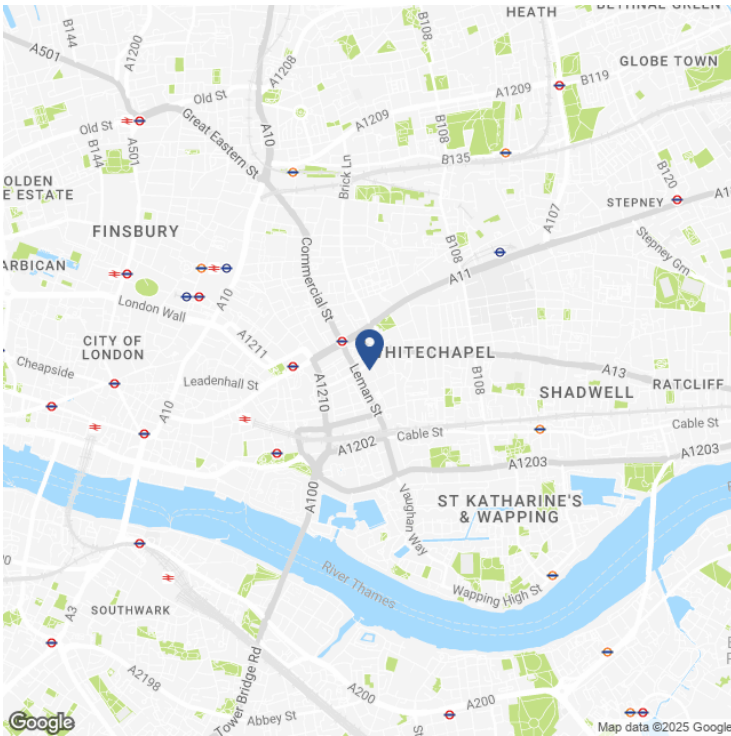 HEATH
BETHNAL GREEN
B144
A1200
A501
B108
GLOBE TOWN
A1208
B119
Old St
A1209
A10
Great Eastern St
Old St
A1209
B108
B144
A501
B135
B120
Brick Ln
OLDEN
E ESTATE
STEPNEY
A107
FINSBURY
Stepney Grn
B108
ARBICAN
Commercial St
A11
A10
London Wall
A1211
CITY OF
LONDON
HITECHAPEL
Cheapside
Leadenhall St
A1210
Leman St
B108
A13
RATCLIFF
SHADWELL
A10
Cable St
Cable St
A1202
A1203
A1203
A100
Vaughan Way
ST KATHARINE'S
& WAPPING
River Thames
Wapping High St
A3
SOUTHWARK
A2198
Tower Bridge Rd
A200
A200
Abbey St
Google
Map data ©2025 Google